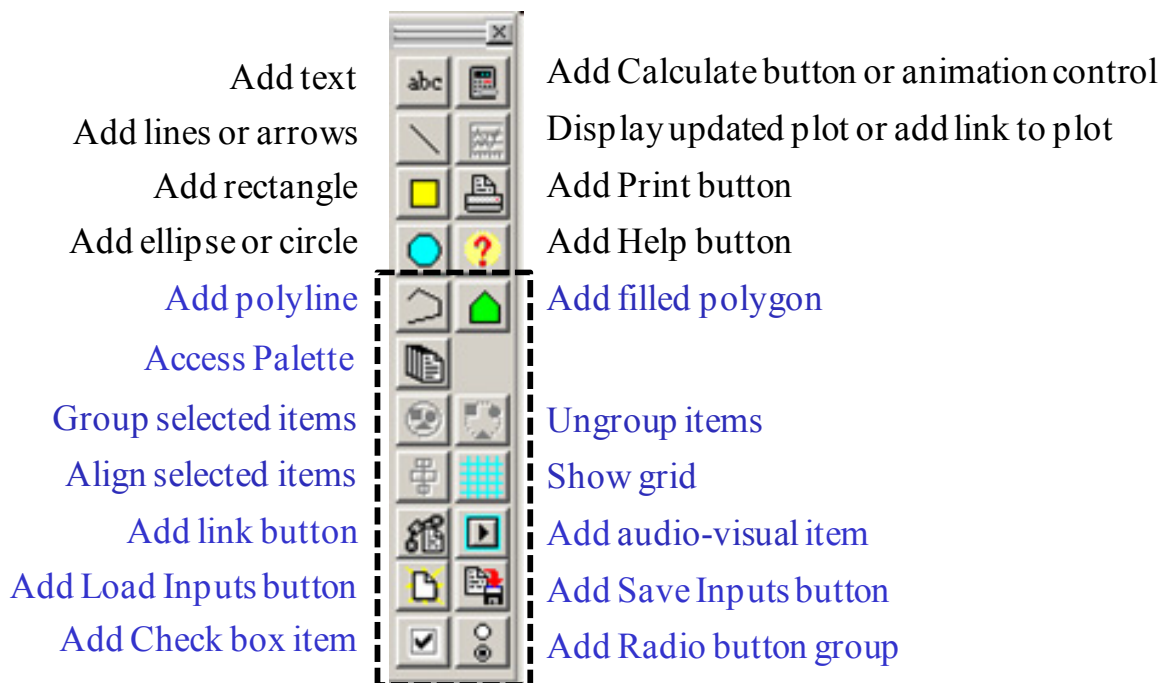 Add text
abc
Add Calculate button or animation control
Add lines or arrows
Display updated plot or add link to plot
Add rectangle
Add Print button
Add ellipse or circle
?
Add Help button
Add polyline
Add filled polygon
Access Palette
Group selected items
Ungroup items
Align selected items
Show grid
Add link button
Add audio-visual item
Add Load Inputs button
Add Save Inputs button
Add Check box item
Add Radio button group